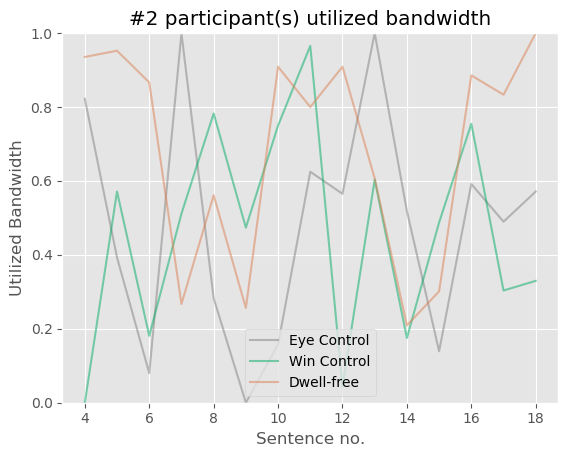 #2 participant(s) utilized bandwidth
1.0
0.8
0.6
0.4
0.2
0.0
Utilized Bandwidth
Eye Control
Win Control
Dwell-free
4 6 8 10 12 14 16 18
Sentence no.